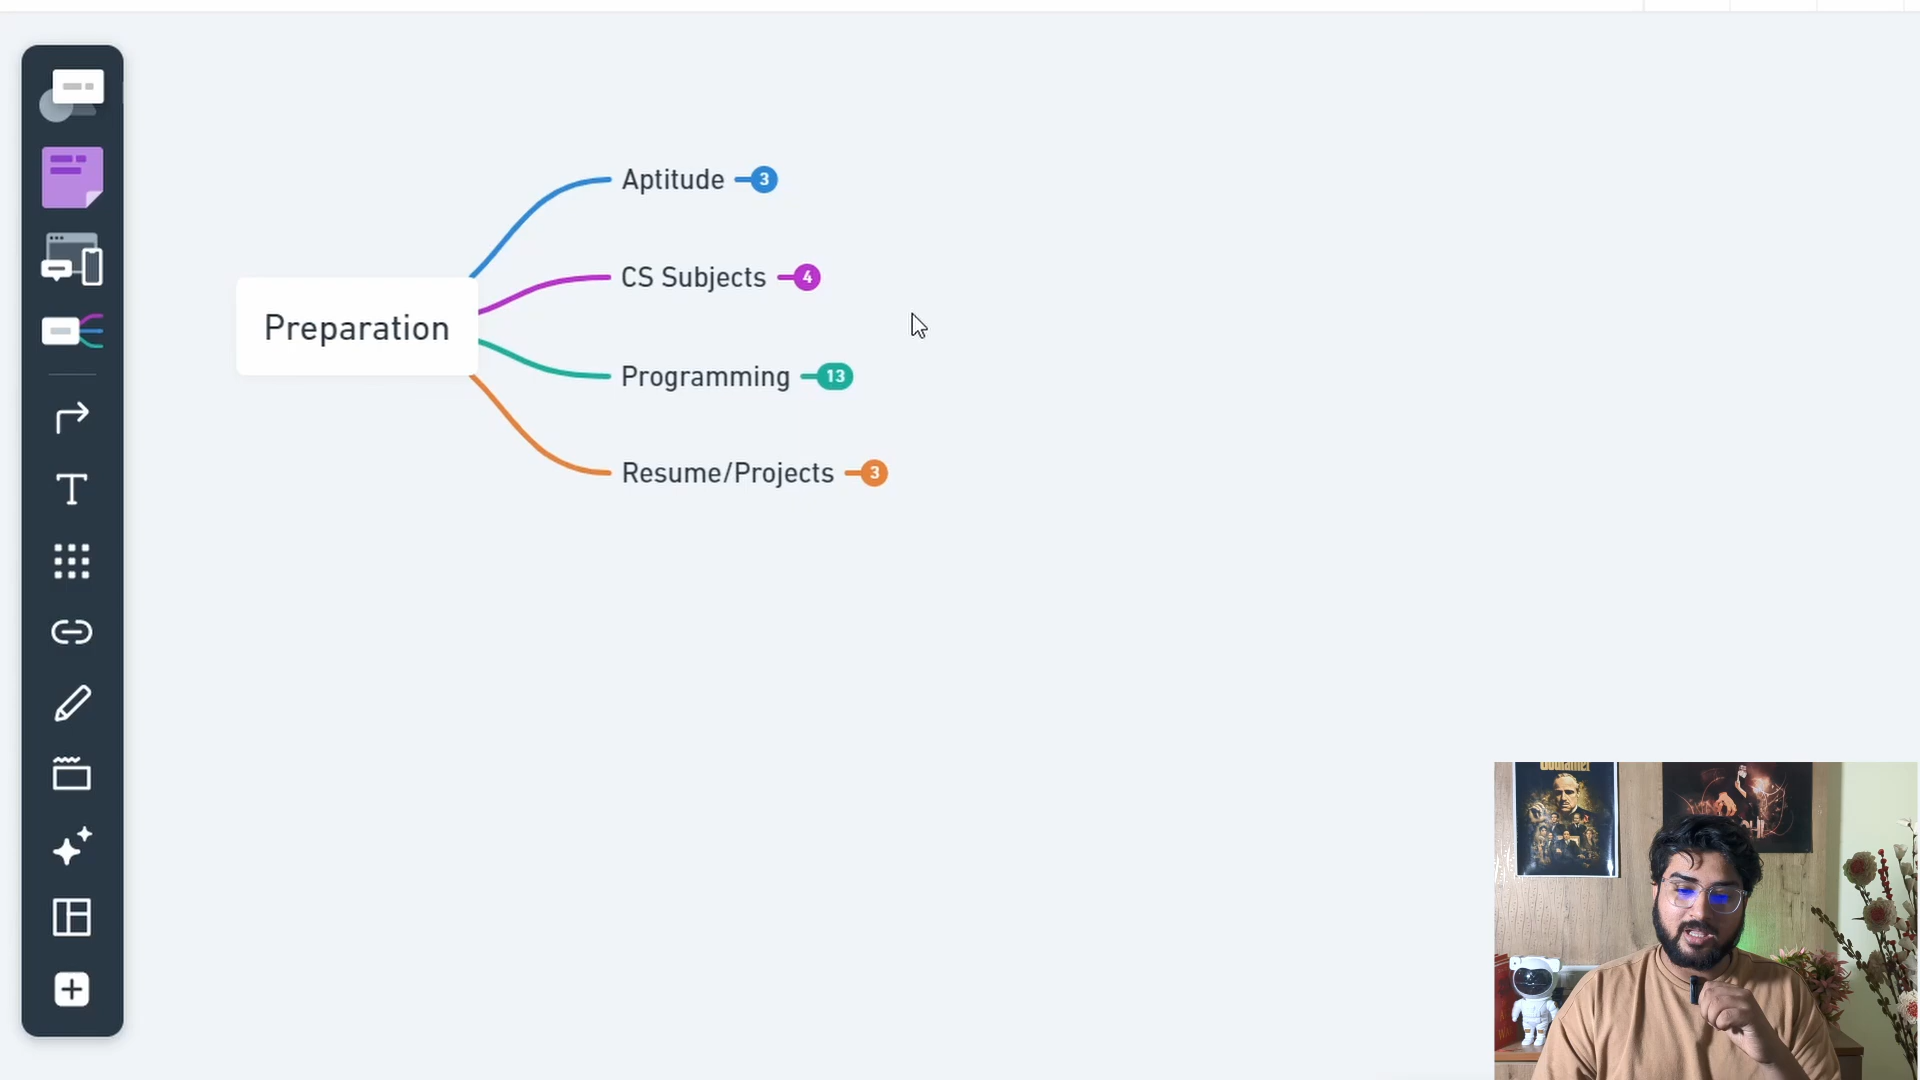 Aptitude 3
CS Subjects 4
Preparation
Programming 13
Resume/Projects 3